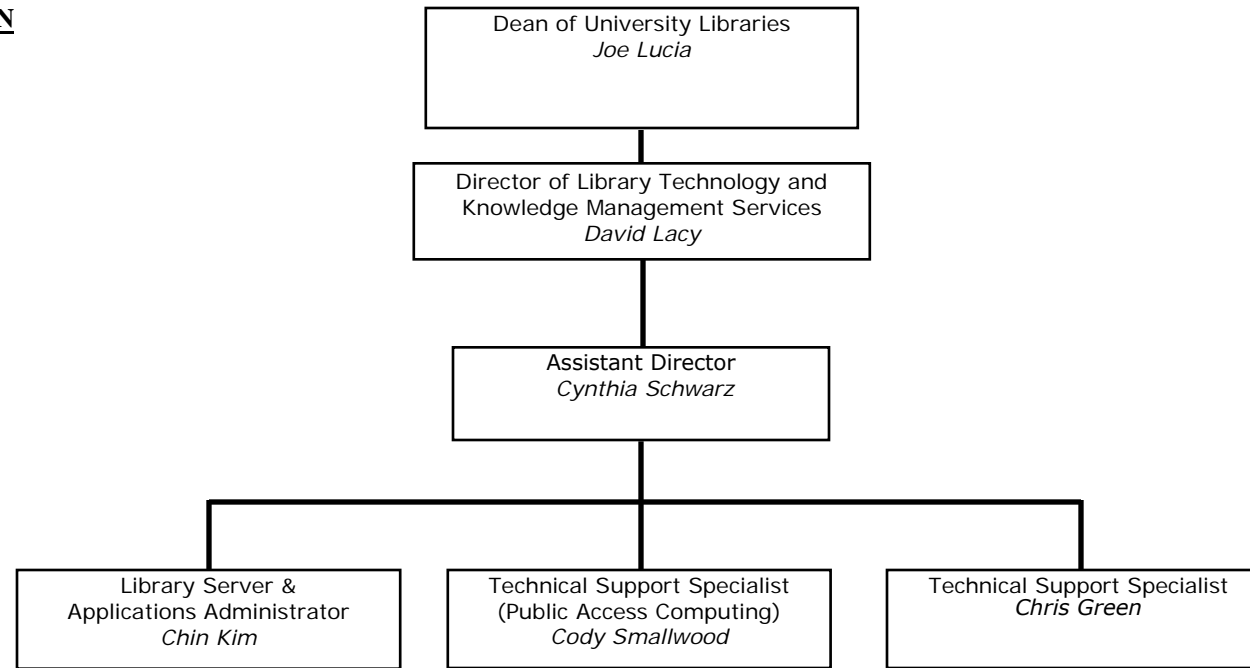 N
Dean of University Libraries
Joe Lucia
Director of Library Technology and
Knowledge Management Services
David Lacy
Assistant Director
Cynthia Schwarz
Library Server &
Applications Administrator
Chin Kim
Technical Support Specialist
(Public Access Computing)
Cody Smallwood
Technical Support Specialist
Chris Green